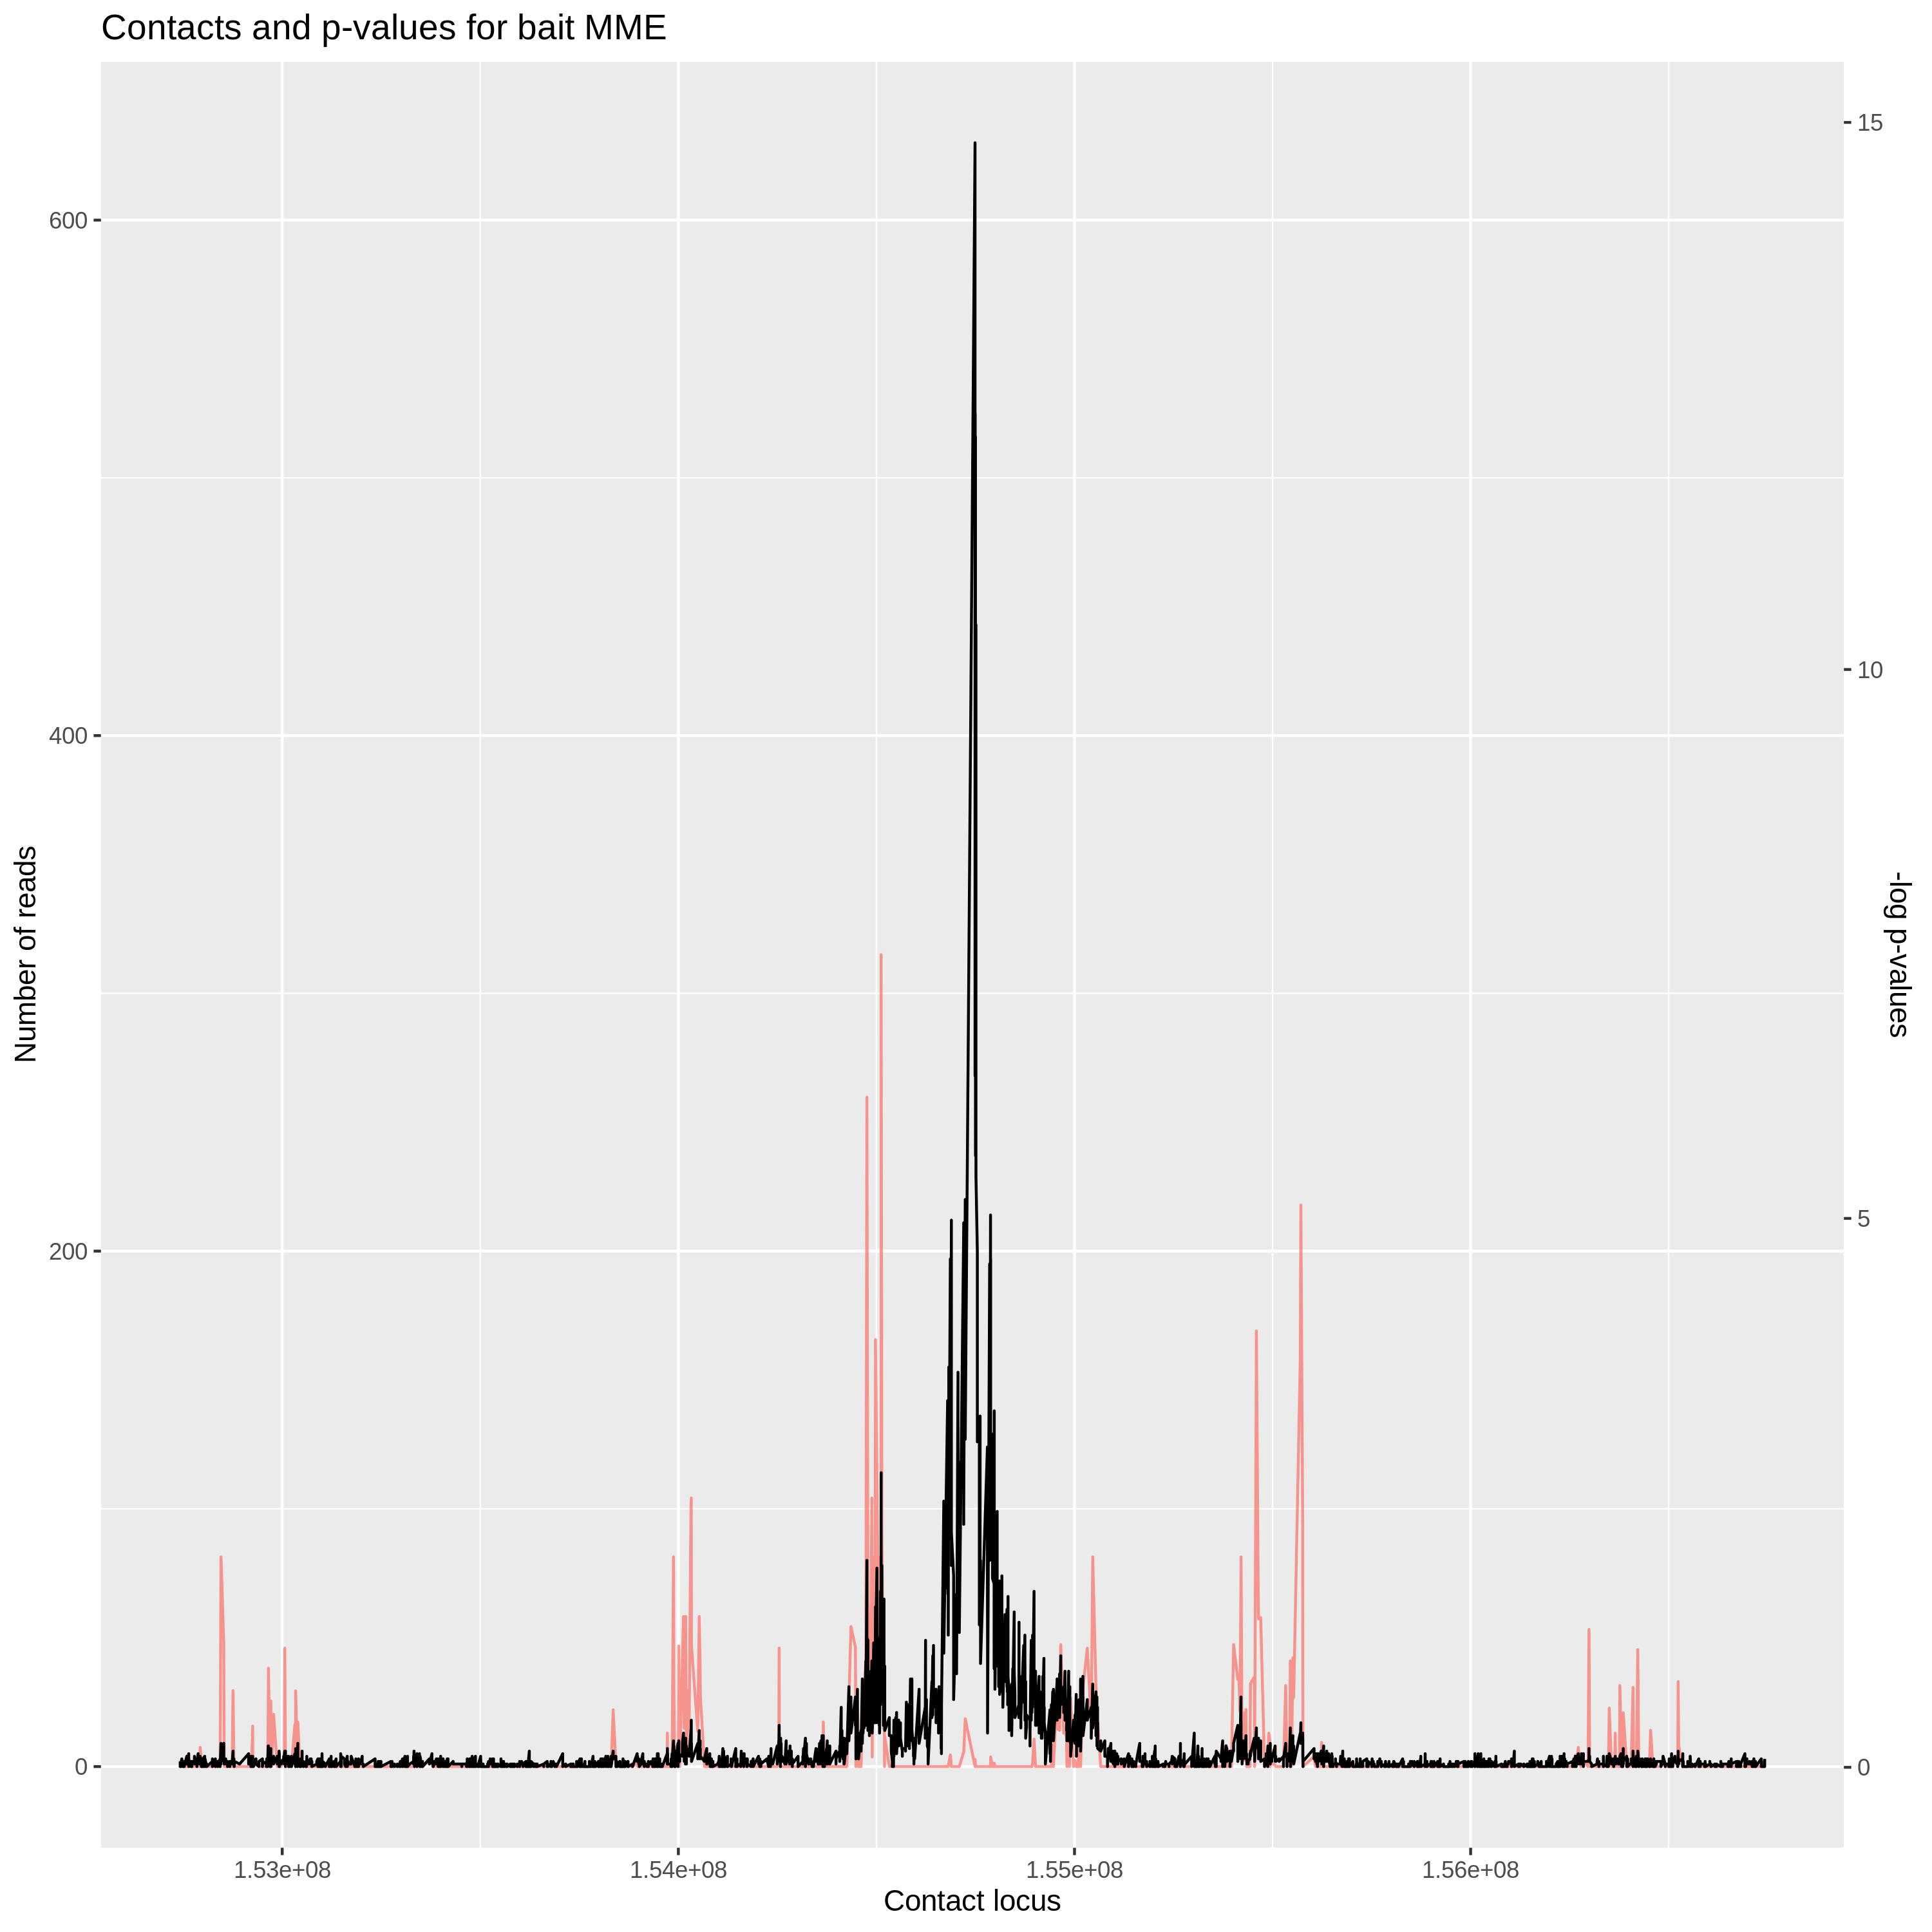 Contacts and p-values for bait MME
600
400
200
0
Number of reads
15
10
5
0
-log p-values
1.53e+08
1.54e+08
1.55e+08
1.56e+08
Contact locus